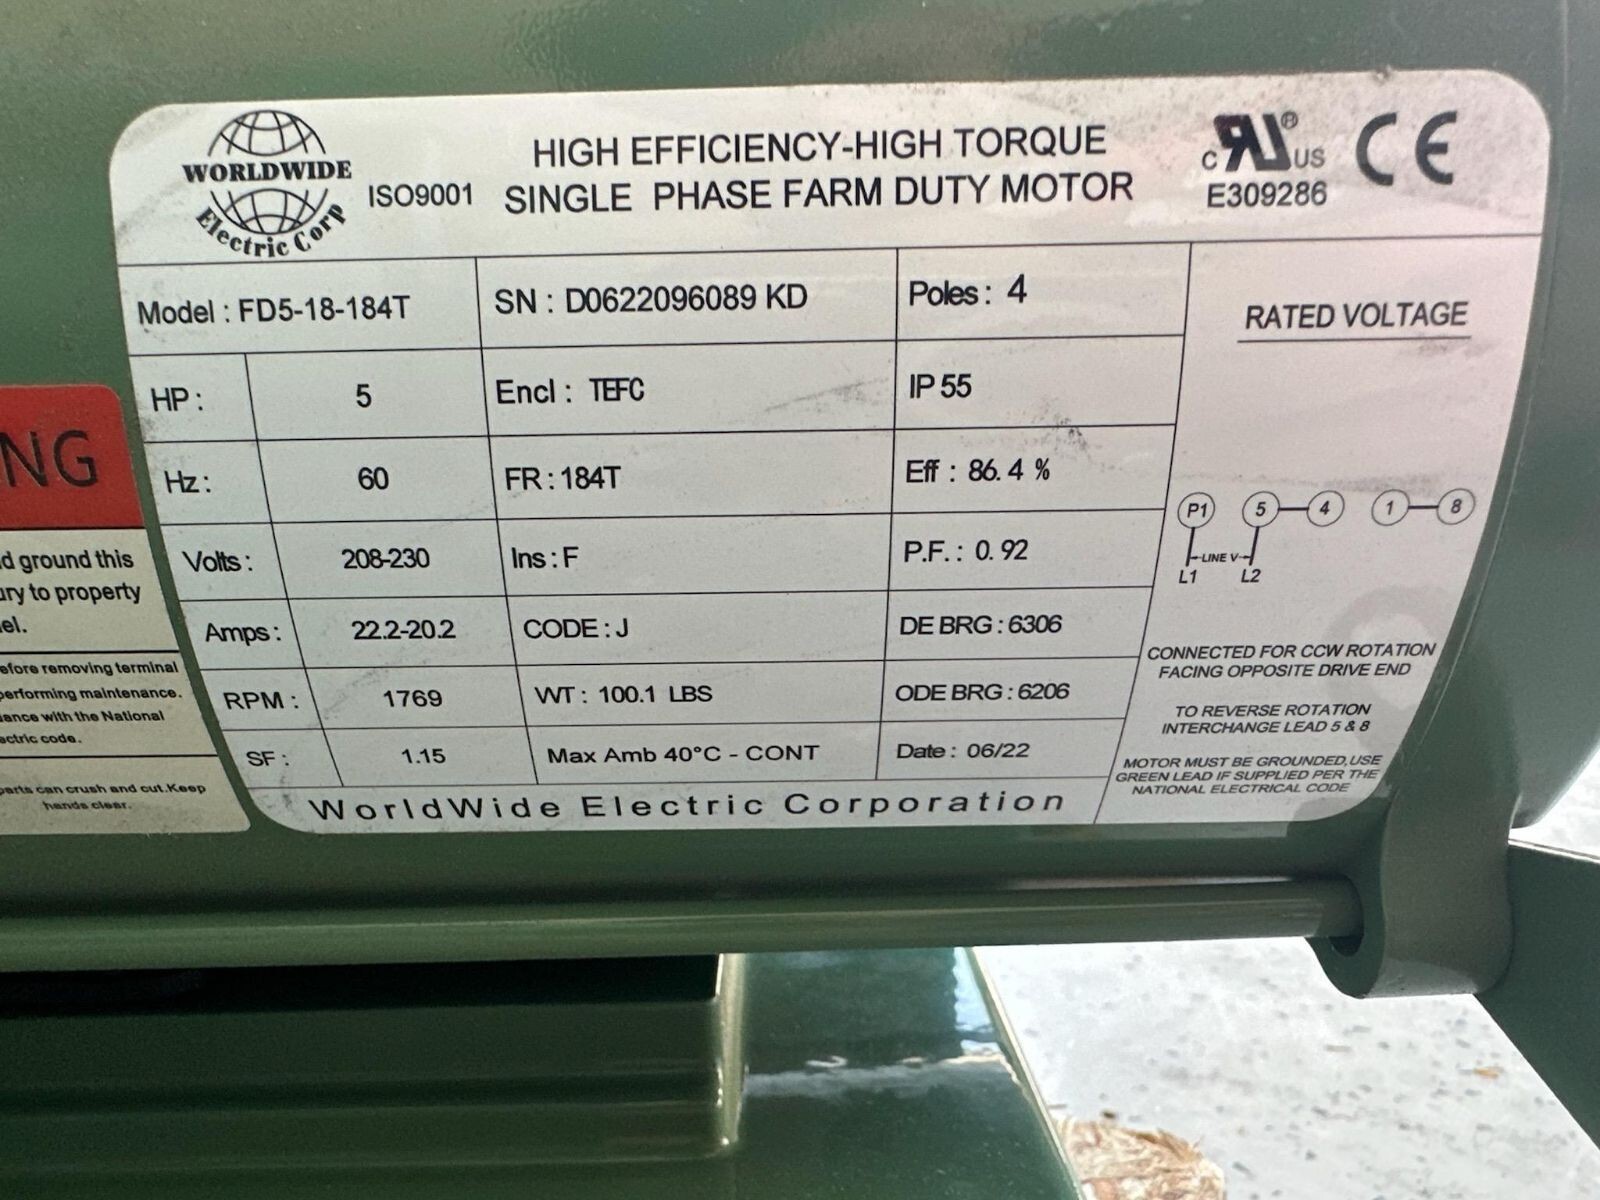 WORLDWIDE
Electric Corp
ISO9001
HIGH EFFICIENCY-HIGH TORQUE
SINGLE PHASE FARM DUTY MOTOR
c RU ® US
E309286
CE
Model : FD5-18-184T
SN : D0622096089 KD
Poles : 4
HP : 5
Encl : TEFC
IP 55
Hz : 60
FR : 184T
Eff : 86.4 %
Volts : 208-230
Ins : F
P.F. : 0.92
Amps : 22.2-20.2
CODE : J
DE BRG : 6306
RPM : 1769
WT : 100.1 LBS
ODE BRG : 6206
SF : 1.15
Max Amb 40°C - CONT
Date : 06/22
WorldWide Electric Corporation
RATED VOLTAGE
P1 5 4 1 8
LINE V
L1 L2
CONNECTED FOR CCW ROTATION
FACING OPPOSITE DRIVE END
TO REVERSE ROTATION
INTERCHANGE LEAD 5 & 8
MOTOR MUST BE GROUNDED, USE
GREEN LEAD IF SUPPLIED PER THE
NATIONAL ELECTRICAL CODE
NG
d ground this
ury to property
el.
efore removing terminal
performing maintenance.
ance with the National
ectric code.
parts can crush and cut.Keep
hands clear.